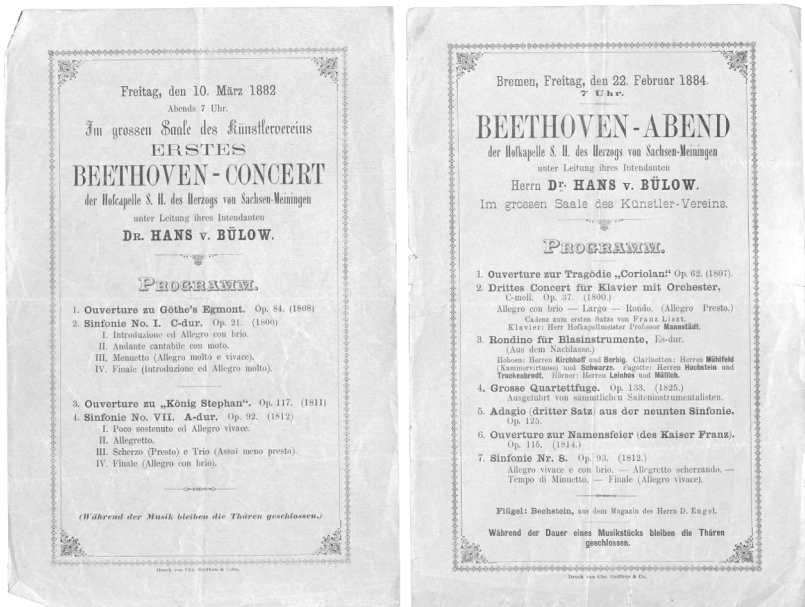 Freitag, den 10. März 1882
Abends 7 Uhr.
Im grossen Saale des Künstlervereins
ERSTES
BEETHOVEN - CONCERT
der Hofcapelle S. H. des Herzogs von Sachsen-Meiningen
unter Leitung ihres Intendanten
DR. HANS V. BÜLOW.
PROGRAMM.
1. Ouverture zu Göthe's Egmont. Op. 84. (1808)
2. Sinfonie No. I. C-dur. Op. 21. (1800)
I. Introduzione ed Allegro con brio.
II. Andante cantabile con moto.
III. Menuetto (Allegro molto e vivace).
IV. Finale (Introduzione ed Allegro molto).
3. Ouverture zu „König Stephan“. Op. 117. (1811)
4. Sinfonie No. VII. A-dur. Op. 92. (1812)
I. Poco sostenuto ed Allegro vivace.
II. Allegretto.
III. Scherzo (Presto) e Trio (Assai meno presto).
IV. Finale (Allegro con brio).
(Während der Musik bleiben die Thüren geschlossen.)
Druck von Chr.
Bremen, Freitag, den 22. Februar 1884.
7 Uhr.
BEETHOVEN - ABEND
der Hofkapelle S. H. des Herzogs von Sachsen-Meiningen
unter Leitung ihres Intendanten
Herrn Dr. HANS v. BÜLOW.
Im grossen Saale des Künstler-Vereins.
PROGRAMM.
1. Ouverture zur Tragödie „Coriolan“ Op. 62. (1807).
2. Drittes Concert für Klavier mit Orchester,
C-moll. Op. 37. (1800.)
Allegro con brio — Largo — Rondo. (Allegro Presto.)
Cadenz zum ersten Satze von Franz Liszt.
Klavier: Herr Hofkapellmeister Professor Mannstädt.
3. Rondino für Blasinstrumente, Es-dur.
(Aus dem Nachlasse.)
Hoboen: Herren Kirchhoff und Berbig. Clarinetten: Herren Mühlfeld
(Kammervirtuose) und Schwarze. Fagotte: Herren Hochstein und
Truckenbrodt. Hörner: Herren Leinhos und Müllich.
4. Grosse Quartettfuge. Op. 133. (1825.)
Ausgeführt von sämmtlichen Saiteninstrumentalisten.
5. Adagio (dritter Satz) aus der neunten Sinfonie.
Op. 125.
6. Ouverture zur Namensfeier (des Kaiser Franz).
Op. 115. (1814.)
7. Sinfonie Nr. 8. Op. 93. (1812.)
Allegro vivace e con brio. — Allegretto scherzando. —
Tempo di Minuetto. — Finale (Allegro vivace).
Flügel: Bechstein, aus dem Magazin des Herrn D. Engel.
Während der Dauer eines Musikstücks bleiben die Thüren
geschlossen.
Druck von Chr.